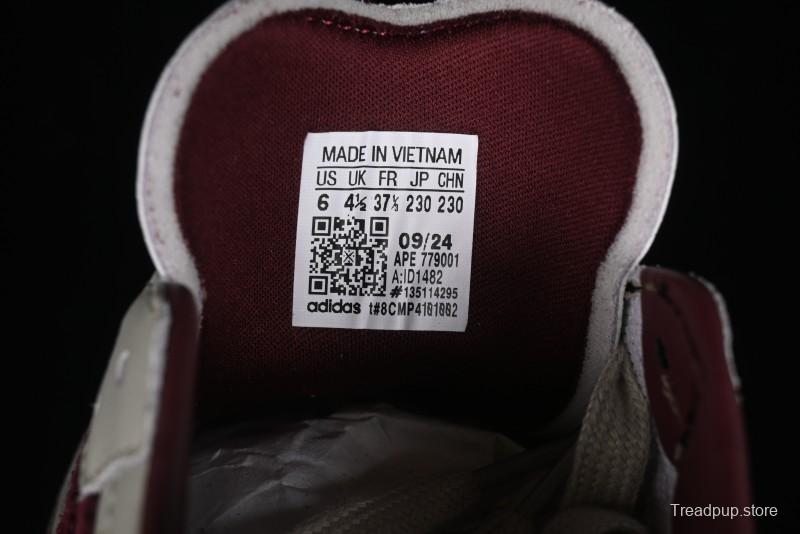 MADE IN VIETNAM
US UK FR JP CHN
6 4½ 37⅓ 230 230
09/24
APE 779001
A:ID1482
#135114295
adidas t#8CMP4101002
Treadpup.store